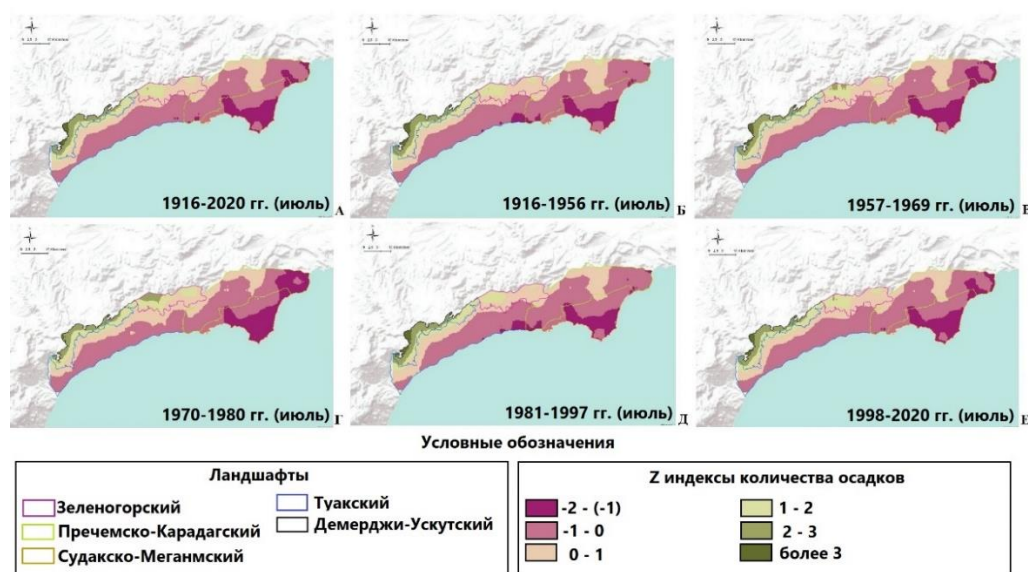 1916-2020 гг. (июль) А
1916-1956 гг. (июль) Б
1957-1969 гг. (июль) В
1970-1980 гг. (июль) Г
1981-1997 гг. (июль) Д
1998-2020 гг. (июль) Е
Условные обозначения
Ландшафты
Зеленогорский
Пречемско-Карадагский
Судакско-Меганмский
Туакский
Демерджи-Ускутский
Z индексы количества осадков
-2 - (-1)
-1 - 0
0 - 1
1 - 2
2 - 3
более 3